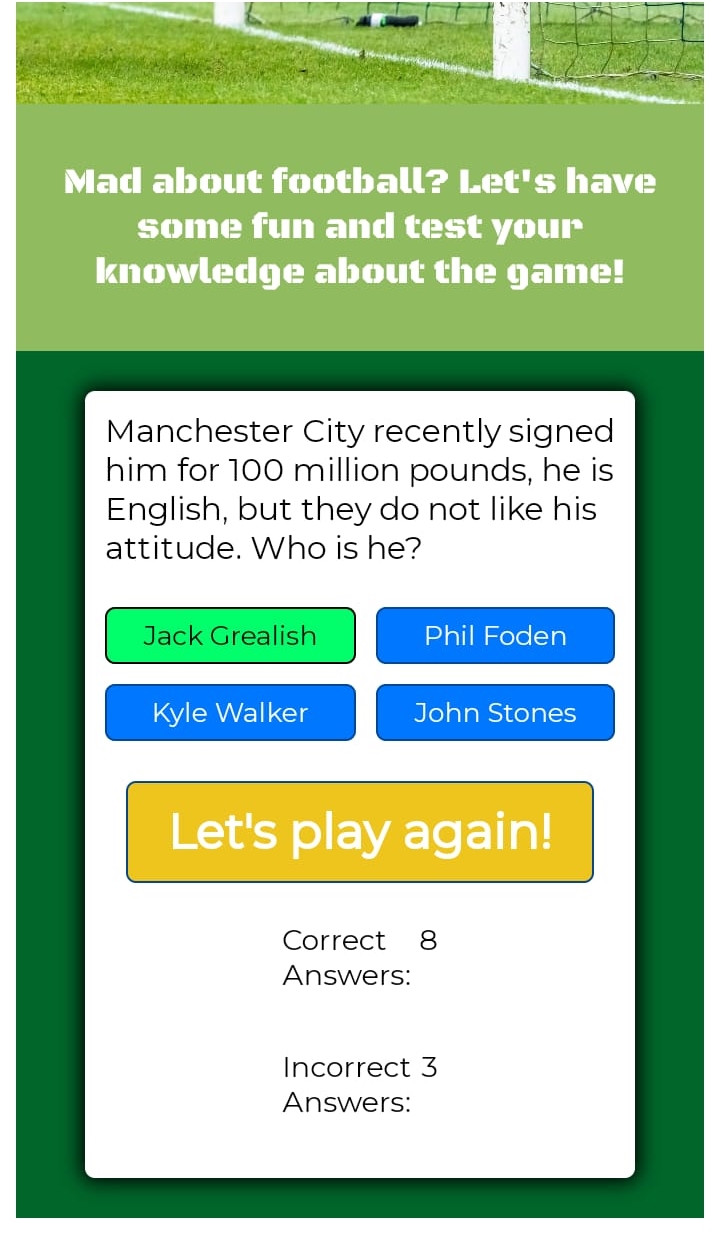 Mad about football? Let's have
some fun and test your
knowledge about the game!
Manchester City recently signed
him for 100 million pounds, he is
English, but they do not like his
attitude. Who is he?
Jack Grealish
Phil Foden
Kyle Walker
John Stones
Let's play again!
Correct 8
Answers:
Incorrect 3
Answers: